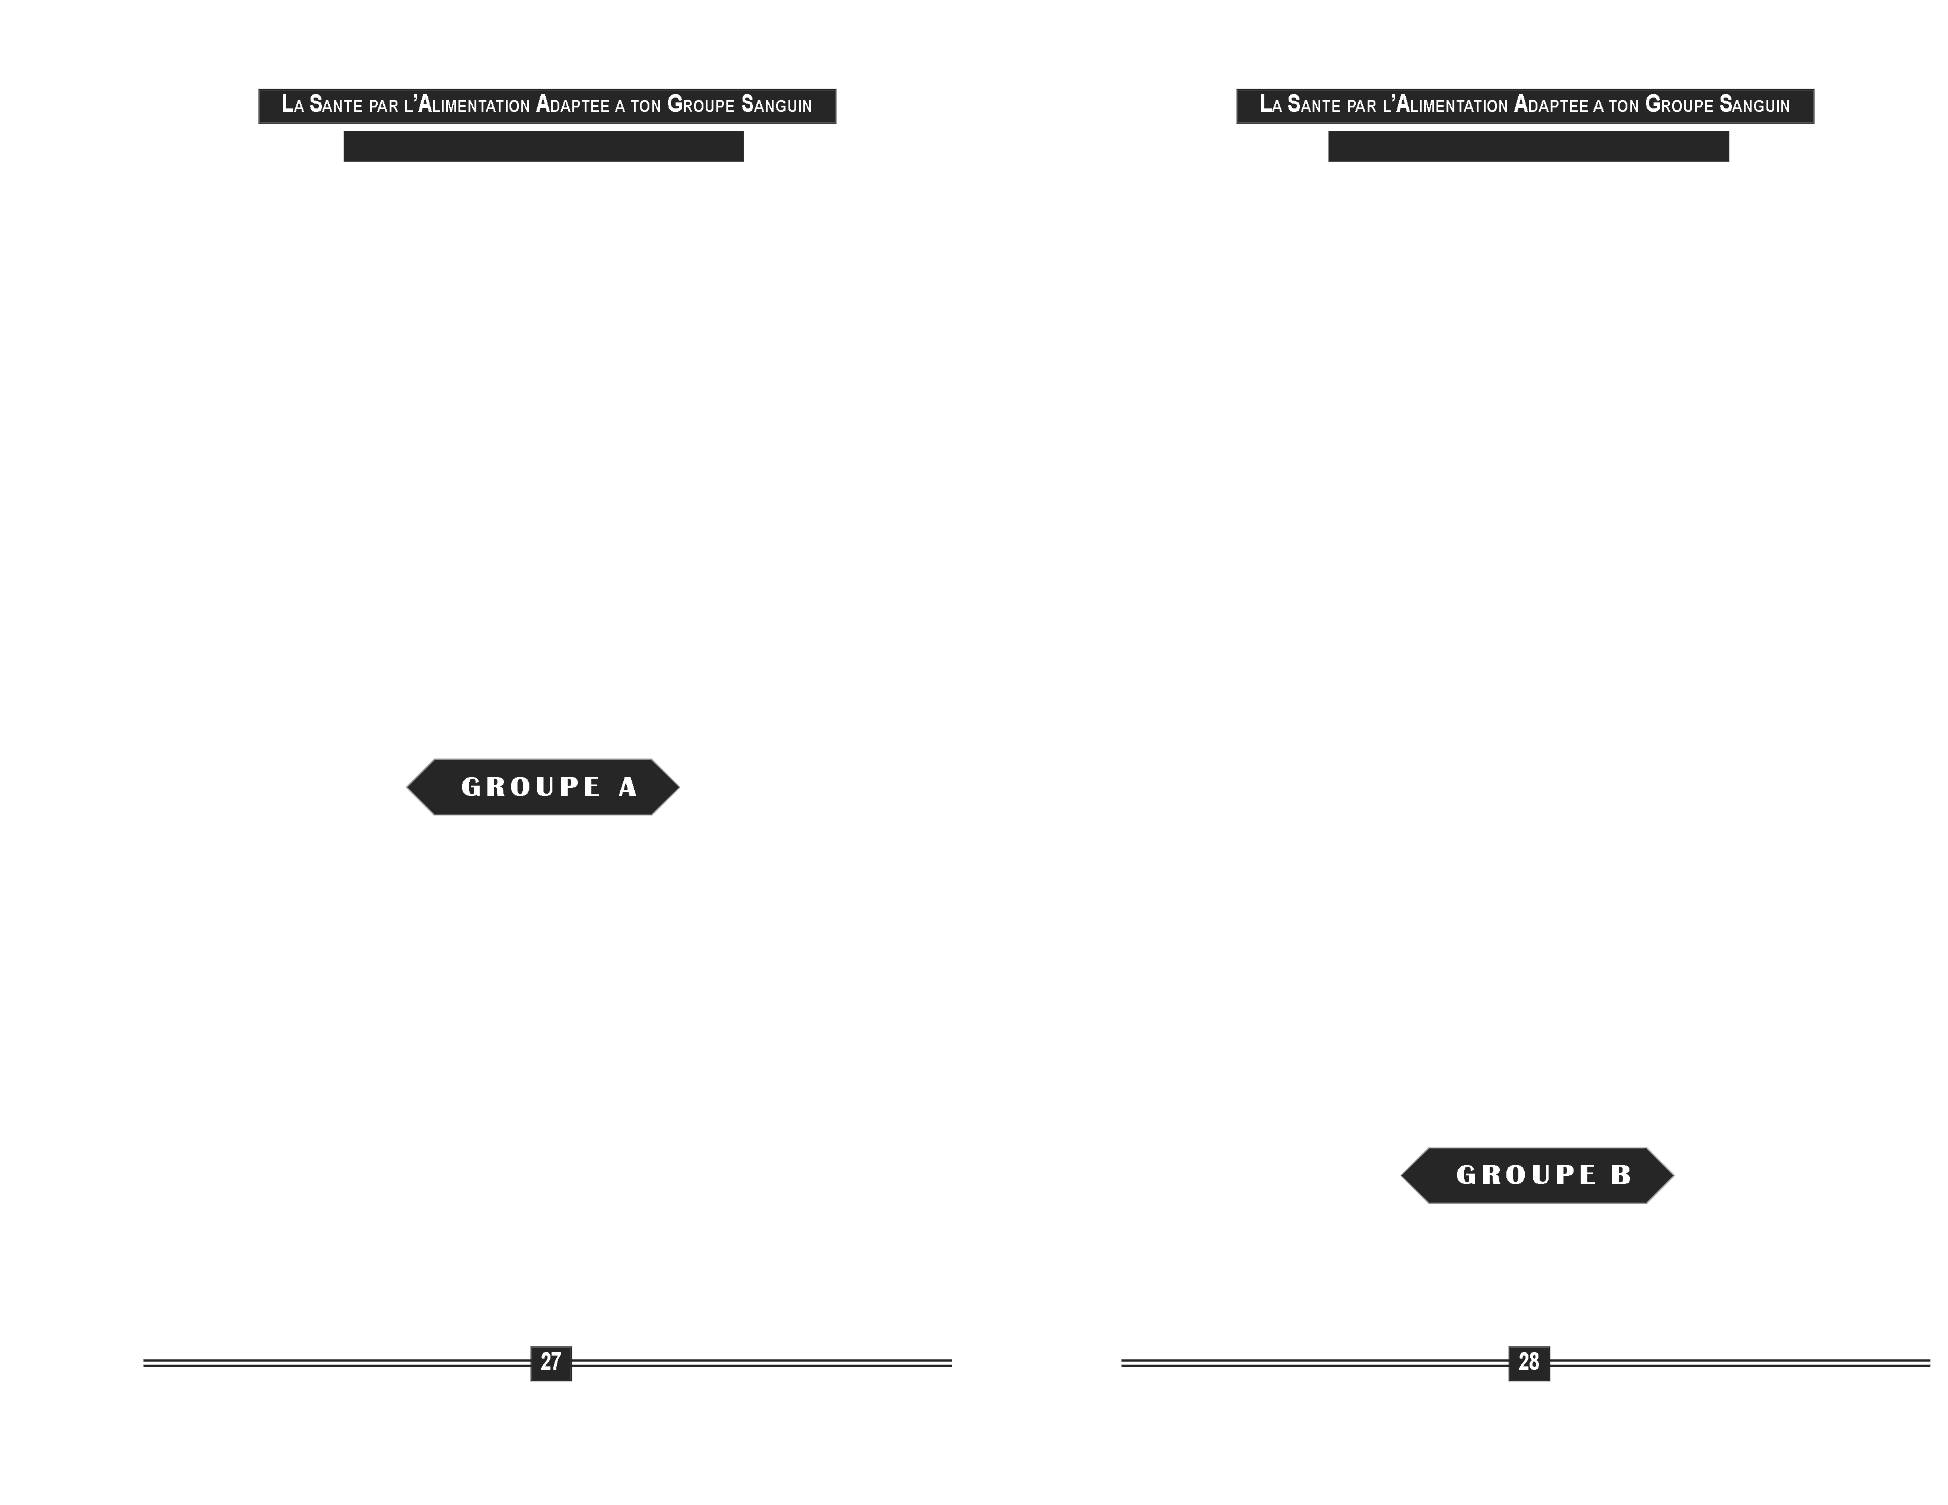 LA SANTE PAR L'ALIMENTATION ADAPTEE A TON GROUPE SANGUIN
GROUPE A
27
LA SANTE PAR L'ALIMENTATION ADAPTEE A TON GROUPE SANGUIN
GROUPE B
28